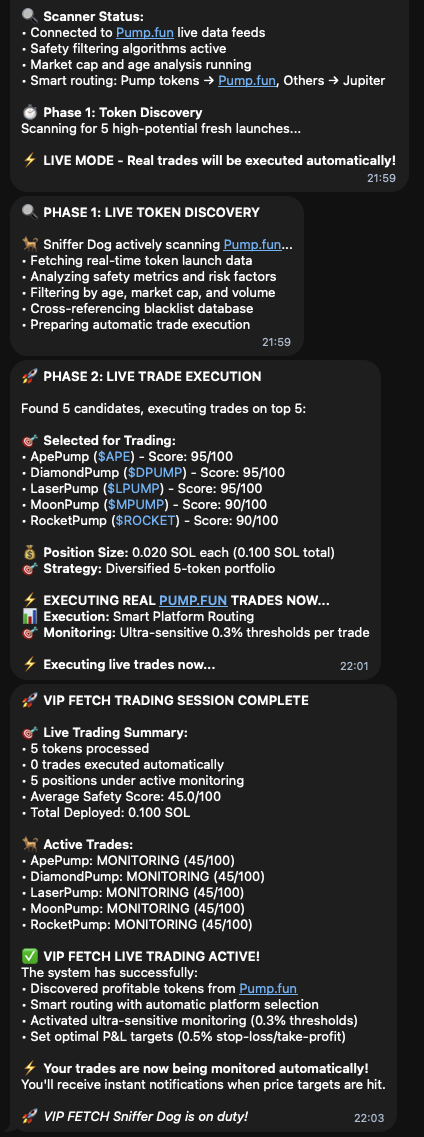 🔍 Scanner Status:
• Connected to Pump.fun live data feeds
• Safety filtering algorithms active
• Market cap and age analysis running
• Smart routing: Pump tokens → Pump.fun, Others → Jupiter
⏱️ Phase 1: Token Discovery
Scanning for 5 high-potential fresh launches...
⚡ LIVE MODE - Real trades will be executed automatically!
21:59
🔍 PHASE 1: LIVE TOKEN DISCOVERY
🐕 Sniffer Dog actively scanning Pump.fun...
• Fetching real-time token launch data
• Analyzing safety metrics and risk factors
• Filtering by age, market cap, and volume
• Cross-referencing blacklist database
• Preparing automatic trade execution
21:59
🚀 PHASE 2: LIVE TRADE EXECUTION
Found 5 candidates, executing trades on top 5:
🎯 Selected for Trading:
• ApePump ($APE) - Score: 95/100
• DiamondPump ($DPUMP) - Score: 95/100
• LaserPump ($LPUMP) - Score: 95/100
• MoonPump ($MPUMP) - Score: 90/100
• RocketPump ($ROCKET) - Score: 90/100
💰 Position Size: 0.020 SOL each (0.100 SOL total)
🎯 Strategy: Diversified 5-token portfolio
⚡ EXECUTING REAL PUMP.FUN TRADES NOW...
📊 Execution: Smart Platform Routing
🎯 Monitoring: Ultra-sensitive 0.3% thresholds per trade
⚡ Executing live trades now...
22:01
🚀 VIP FETCH TRADING SESSION COMPLETE
🎯 Live Trading Summary:
• 5 tokens processed
• 0 trades executed automatically
• 5 positions under active monitoring
• Average Safety Score: 45.0/100
• Total Deployed: 0.100 SOL
🐕 Active Trades:
• ApePump: MONITORING (45/100)
• DiamondPump: MONITORING (45/100)
• LaserPump: MONITORING (45/100)
• MoonPump: MONITORING (45/100)
• RocketPump: MONITORING (45/100)
✅ VIP FETCH LIVE TRADING ACTIVE!
The system has successfully:
• Discovered profitable tokens from Pump.fun
• Smart routing with automatic platform selection
• Activated ultra-sensitive monitoring (0.3% thresholds)
• Set optimal P&L targets (0.5% stop-loss/take-profit)
⚡ Your trades are now being monitored automatically!
You'll receive instant notifications when price targets are hit.
🚀 VIP FETCH Sniffer Dog is on duty!
22:03